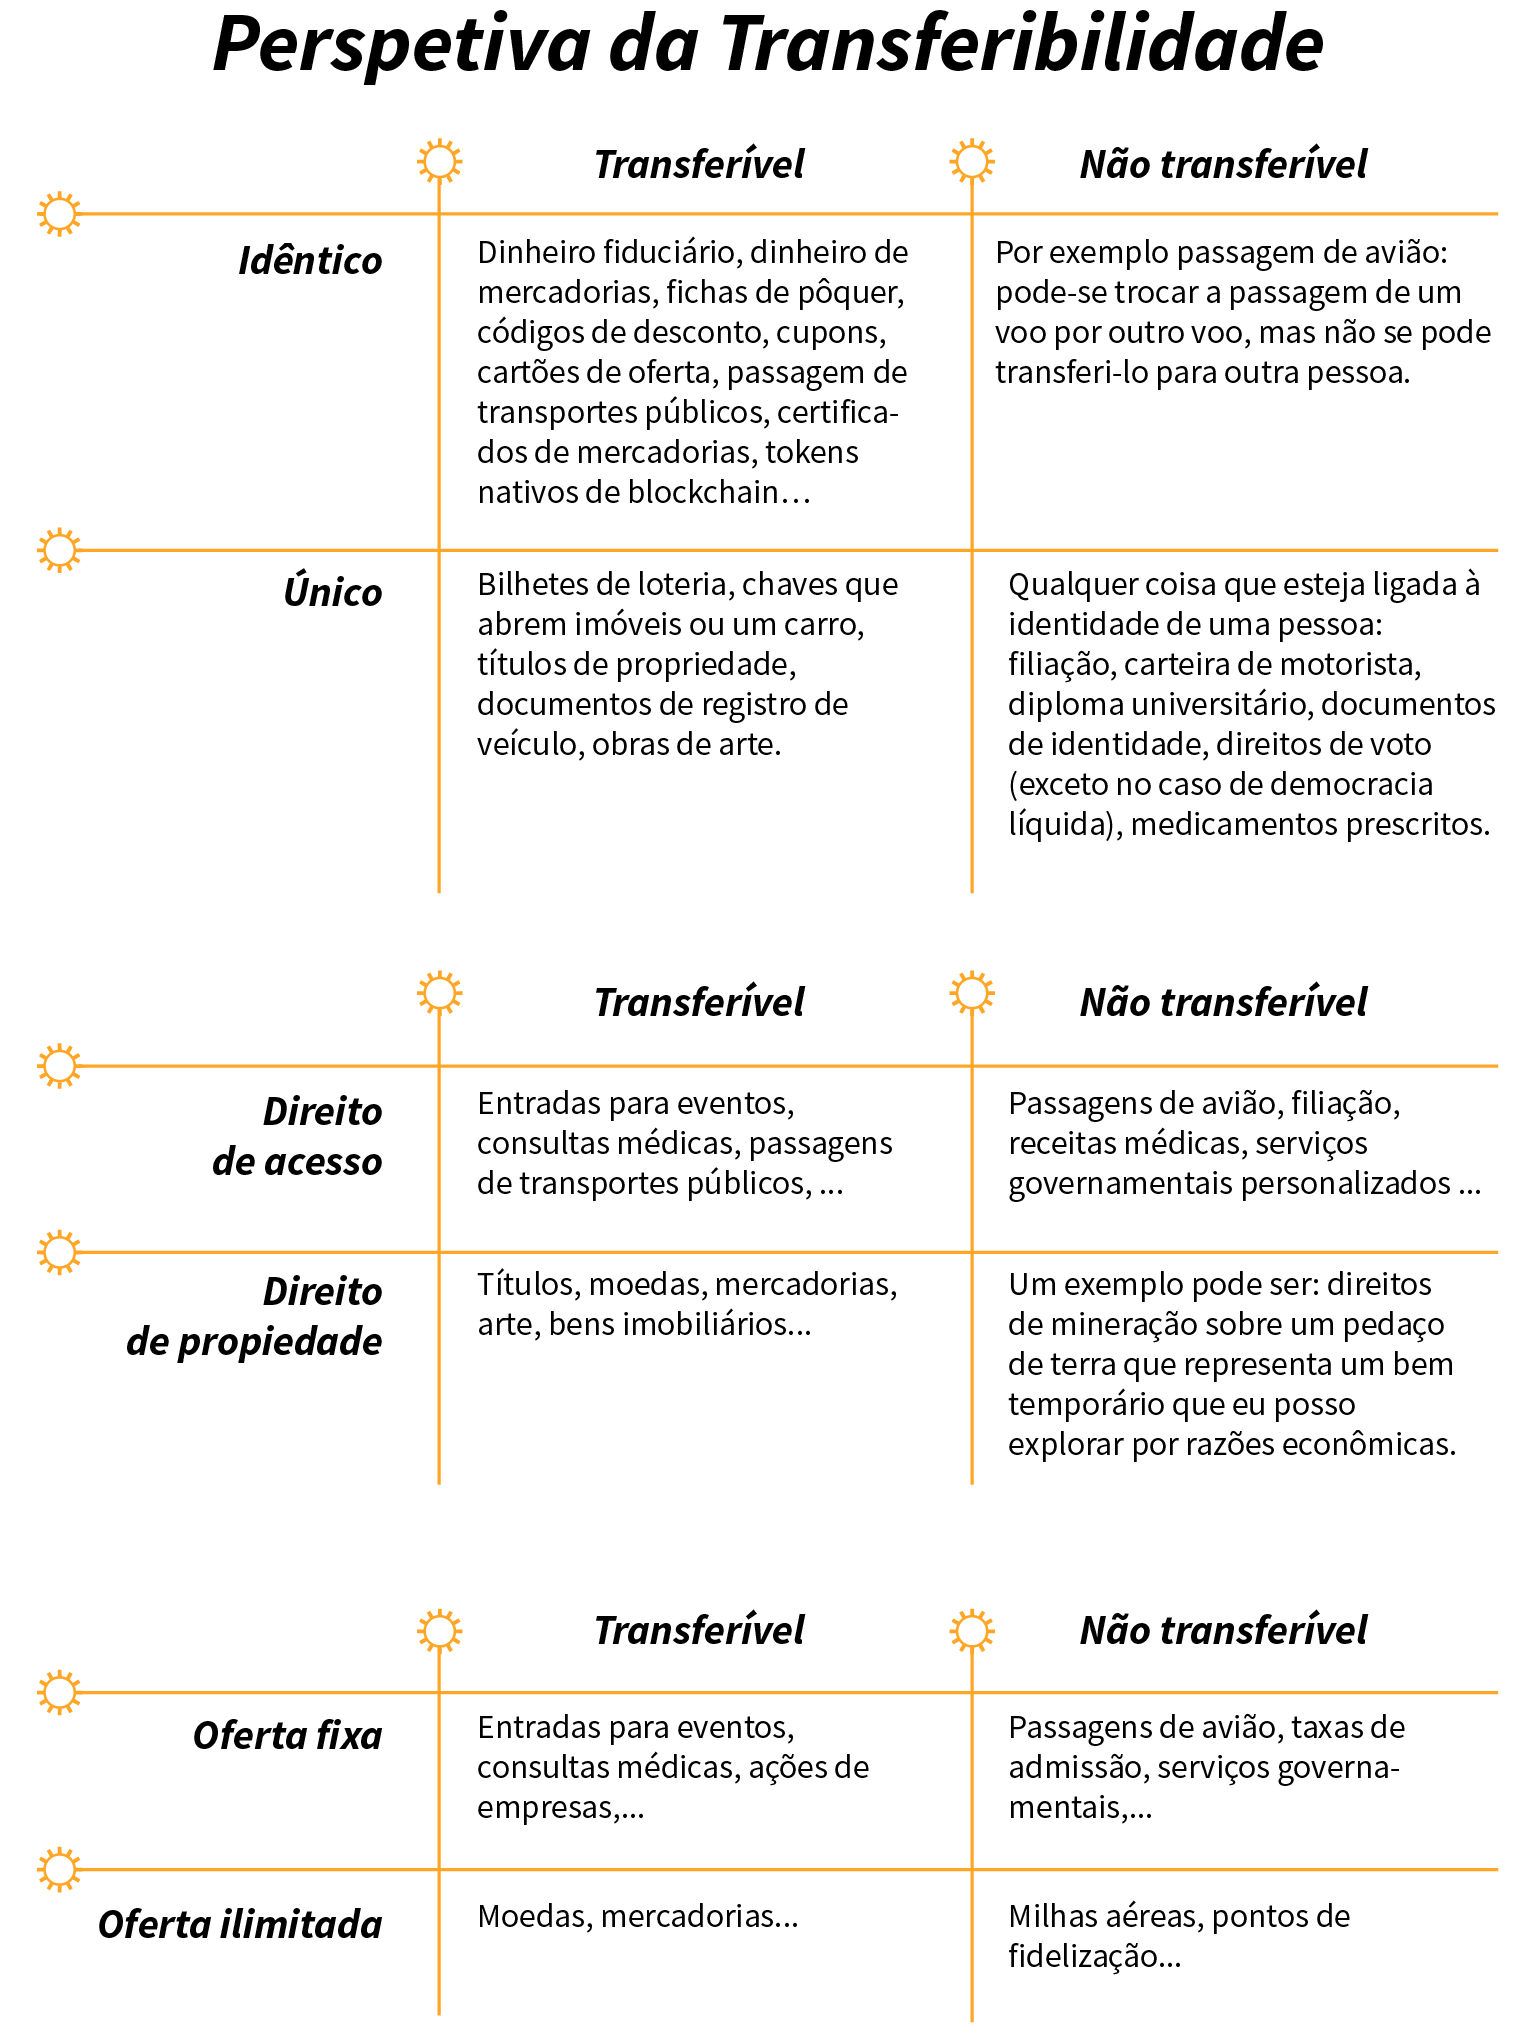 Perspetiva da Transferibilidade
Transferível
Não transferível
Idêntico
Dinheiro fiduciário, dinheiro de
mercadorias, fichas de pôquer,
códigos de desconto, cupons,
cartões de oferta, passagem de
transportes públicos, certifica-
dos de mercadorias, tokens
nativos de blockchain…
Por exemplo passagem de avião:
pode-se trocar a passagem de um
voo por outro voo, mas não se pode
transferi-lo para outra pessoa.
Único
Bilhetes de loteria, chaves que
abrem imóveis ou um carro,
títulos de propriedade,
documentos de registro de
veículo, obras de arte.
Qualquer coisa que esteja ligada à
identidade de uma pessoa:
filiação, carteira de motorista,
diploma universitário, documentos
de identidade, direitos de voto
(exceto no caso de democracia
líquida), medicamentos prescritos.
Transferível
Não transferível
Direito
de acesso
Entradas para eventos,
consultas médicas, passagens
de transportes públicos, ...
Passagens de avião, filiação,
receitas médicas, serviços
governamentais personalizados ...
Direito
de propiedade
Títulos, moedas, mercadorias,
arte, bens imobiliários...
Um exemplo pode ser: direitos
de mineração sobre um pedaço
de terra que representa um bem
temporário que eu posso
explorar por razões econômicas.
Transferível
Não transferível
Oferta fixa
Entradas para eventos,
consultas médicas, ações de
empresas,...
Passagens de avião, taxas de
admissão, serviços governa-
mentais,...
Oferta ilimitada
Moedas, mercadorias...
Milhas aéreas, pontos de
fidelização...